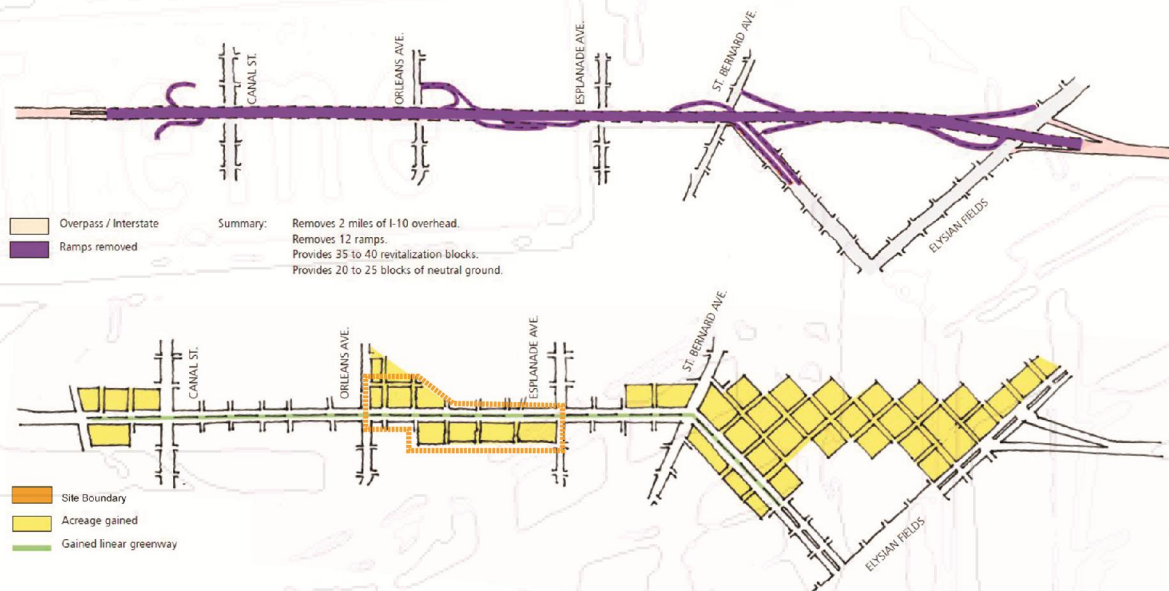 CANAL ST.
ORLEANS AVE.
ESPLANADE AVE.
ST. BERNARD AVE.
ELYSIAN FIELDS
Overpass / Interstate
Ramps removed
Summary:
Removes 2 miles of I-10 overhead.
Removes 12 ramps.
Provides 35 to 40 revitalization blocks.
Provides 20 to 25 blocks of neutral ground.
CANAL ST.
ORLEANS AVE.
ESPLANADE AVE.
ST. BERNARD AVE.
ELYSIAN FIELDS
Site Boundary
Acreage gained
Gained linear greenway